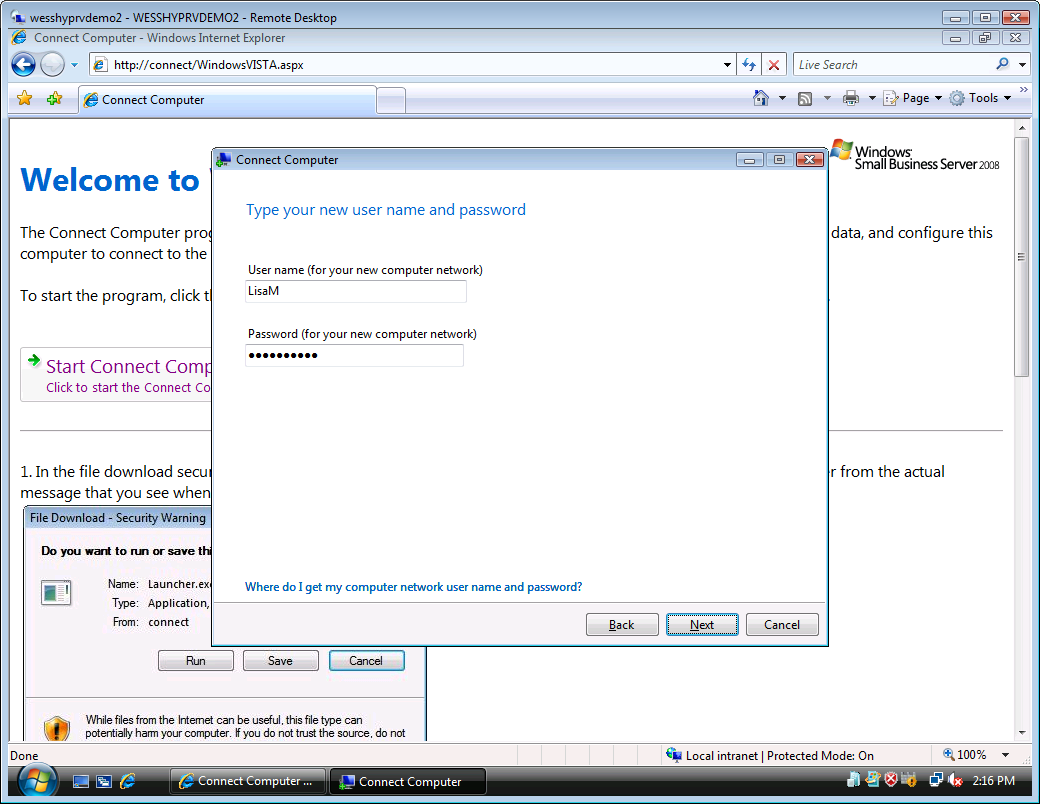 wesshyprvdemo2 - WESSHYPRVDEMO2 - Remote Desktop
Connect Computer - Windows Internet Explorer
http://connect/WindowsVISTA.aspx
Live Search
Connect Computer
Page
Tools
Windows
Small Business Server 2008
Welcome to
The Connect Computer prog
data, and configure this
computer to connect to the
To start the program, click th
Start Connect Comp
Click to start the Connect Co
1. In the file download secur
r from the actual
message that you see when
Connect Computer
Type your new user name and password
User name (for your new computer network)
LisaM
Password (for your new computer network)
••••••••••
Where do I get my computer network user name and password?
Back
Next
Cancel
File Download - Security Warning
Do you want to run or save thi
Name: Launcher.exe
Type: Application,
From: connect
Run
Save
Cancel
While files from the Internet can be useful, this file type can
potentially harm your computer. If you do not trust the source, do not
Done
Local intranet | Protected Mode: On
100%
Connect Computer ...
Connect Computer
2:16 PM